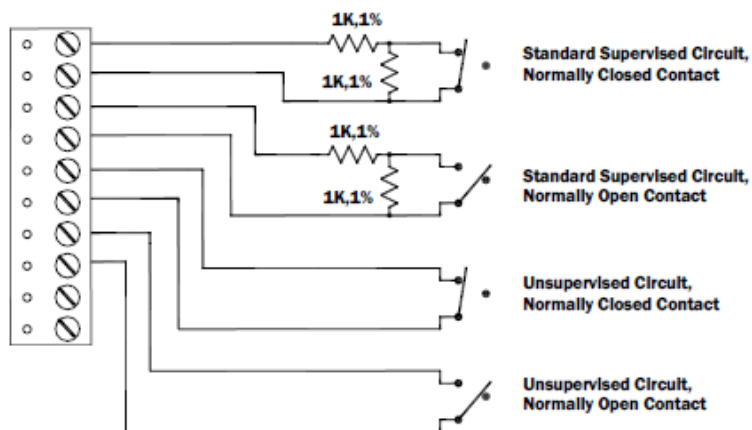 1K,1%
1K,1%
Standard Supervised Circuit,
Normally Closed Contact
1K,1%
1K,1%
Standard Supervised Circuit,
Normally Open Contact
Unsupervised Circuit,
Normally Closed Contact
Unsupervised Circuit,
Normally Open Contact